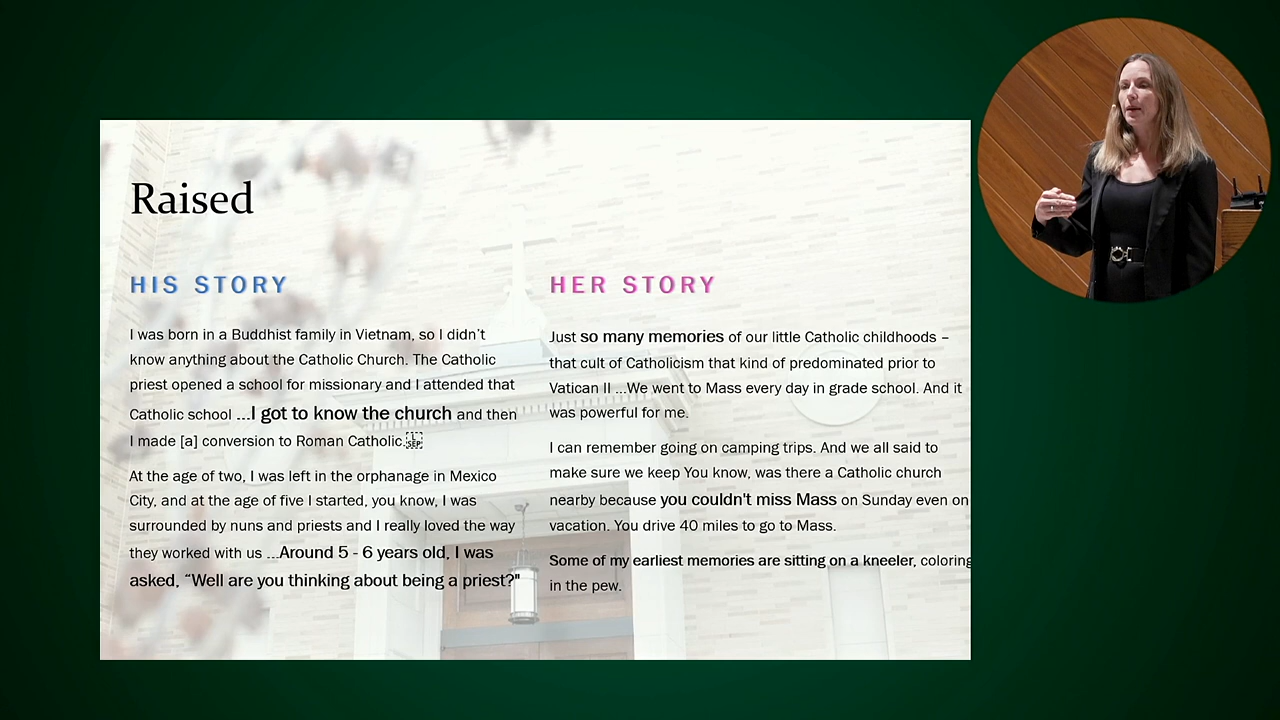 Raised
HIS STORY
I was born in a Buddhist family in Vietnam, so I didn’t
know anything about the Catholic Church. The Catholic
priest opened a school for missionary and I attended that
Catholic school ...I got to know the church and then
I made [a] conversion to Roman Catholic.
At the age of two, I was left in the orphanage in Mexico
City, and at the age of five I started, you know, I was
surrounded by nuns and priests and I really loved the way
they worked with us ...Around 5 - 6 years old, I was
asked, “Well are you thinking about being a priest?"
HER STORY
Just so many memories of our little Catholic childhoods –
that cult of Catholicism that kind of predominated prior to
Vatican II ...We went to Mass every day in grade school. And it
was powerful for me.
I can remember going on camping trips. And we all said to
make sure we keep You know, was there a Catholic church
nearby because you couldn't miss Mass on Sunday even on
vacation. You drive 40 miles to go to Mass.
Some of my earliest memories are sitting on a kneeler, coloring
in the pew.